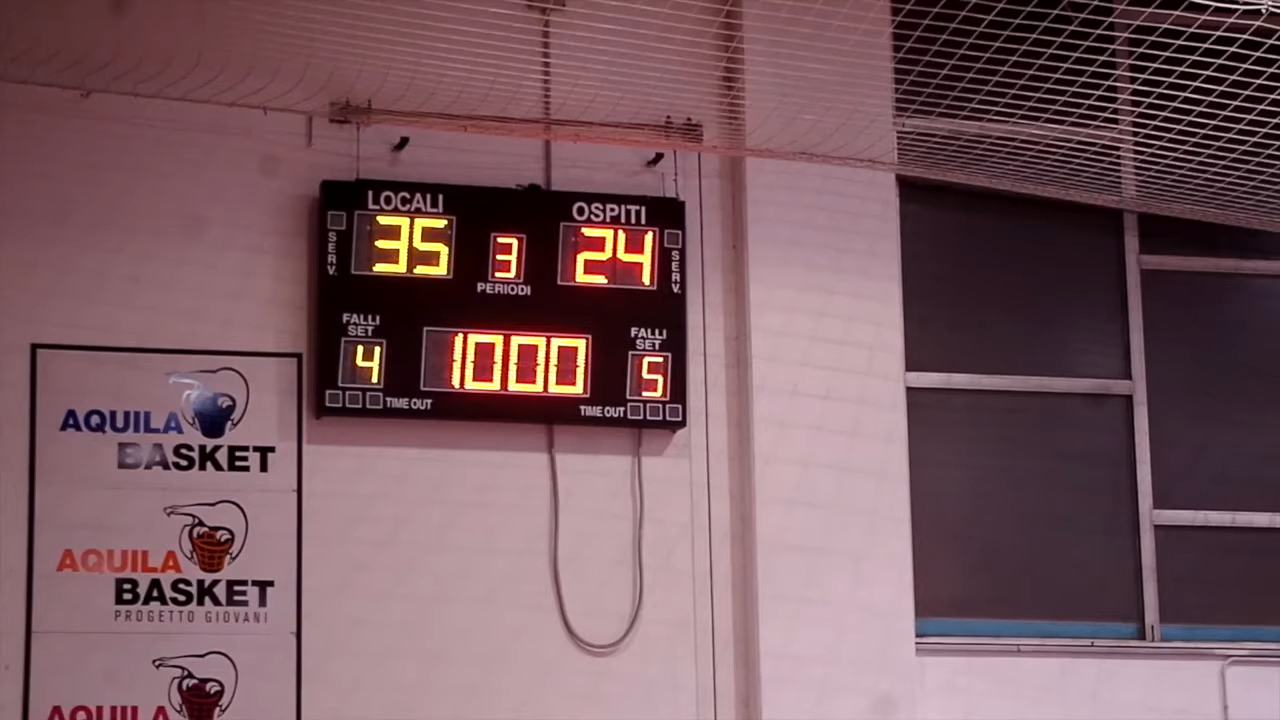 LOCALI
OSPITI
35
3
24
SERV.
SERV.
PERIODI
FALLI
SET
FALLI
SET
4
1000
5
TIME OUT
TIME OUT
AQUILA
BASKET
AQUILA
BASKET
PROGETTO GIOVANI
AQUILA